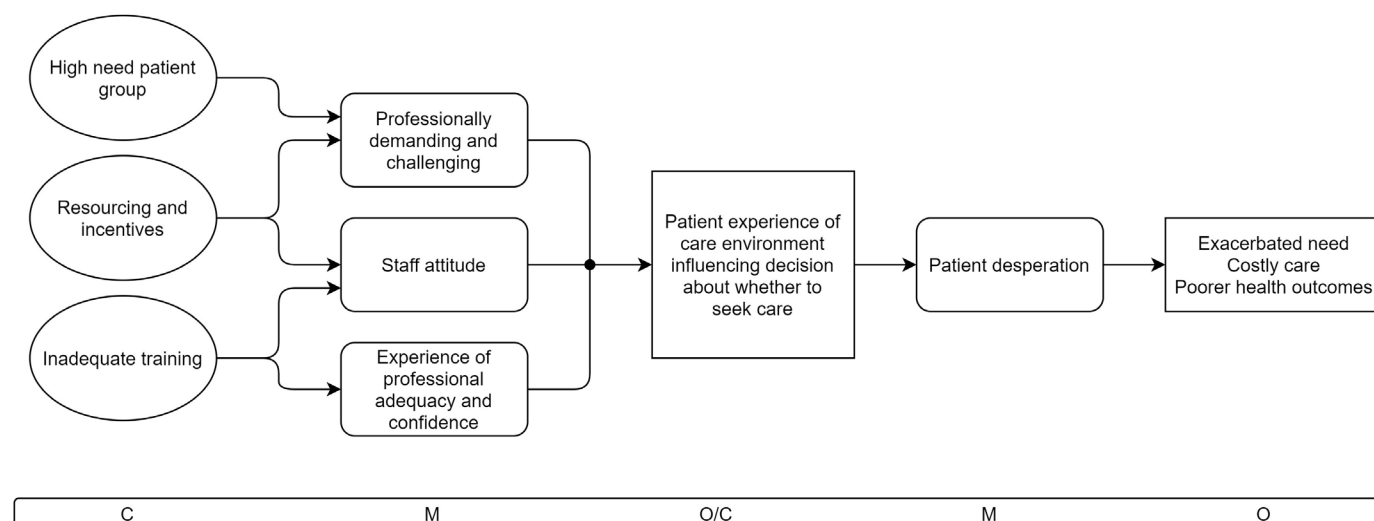 High need patient
group
Resourcing and
incentives
Inadequate training
Professionally
demanding and
challenging
Staff attitude
Experience of
professional
adequacy and
confidence
Patient experience of
care environment
influencing decision
about whether to
seek care
Patient desperation
Exacerbated need
Costly care
Poorer health outcomes
C M O/C M O